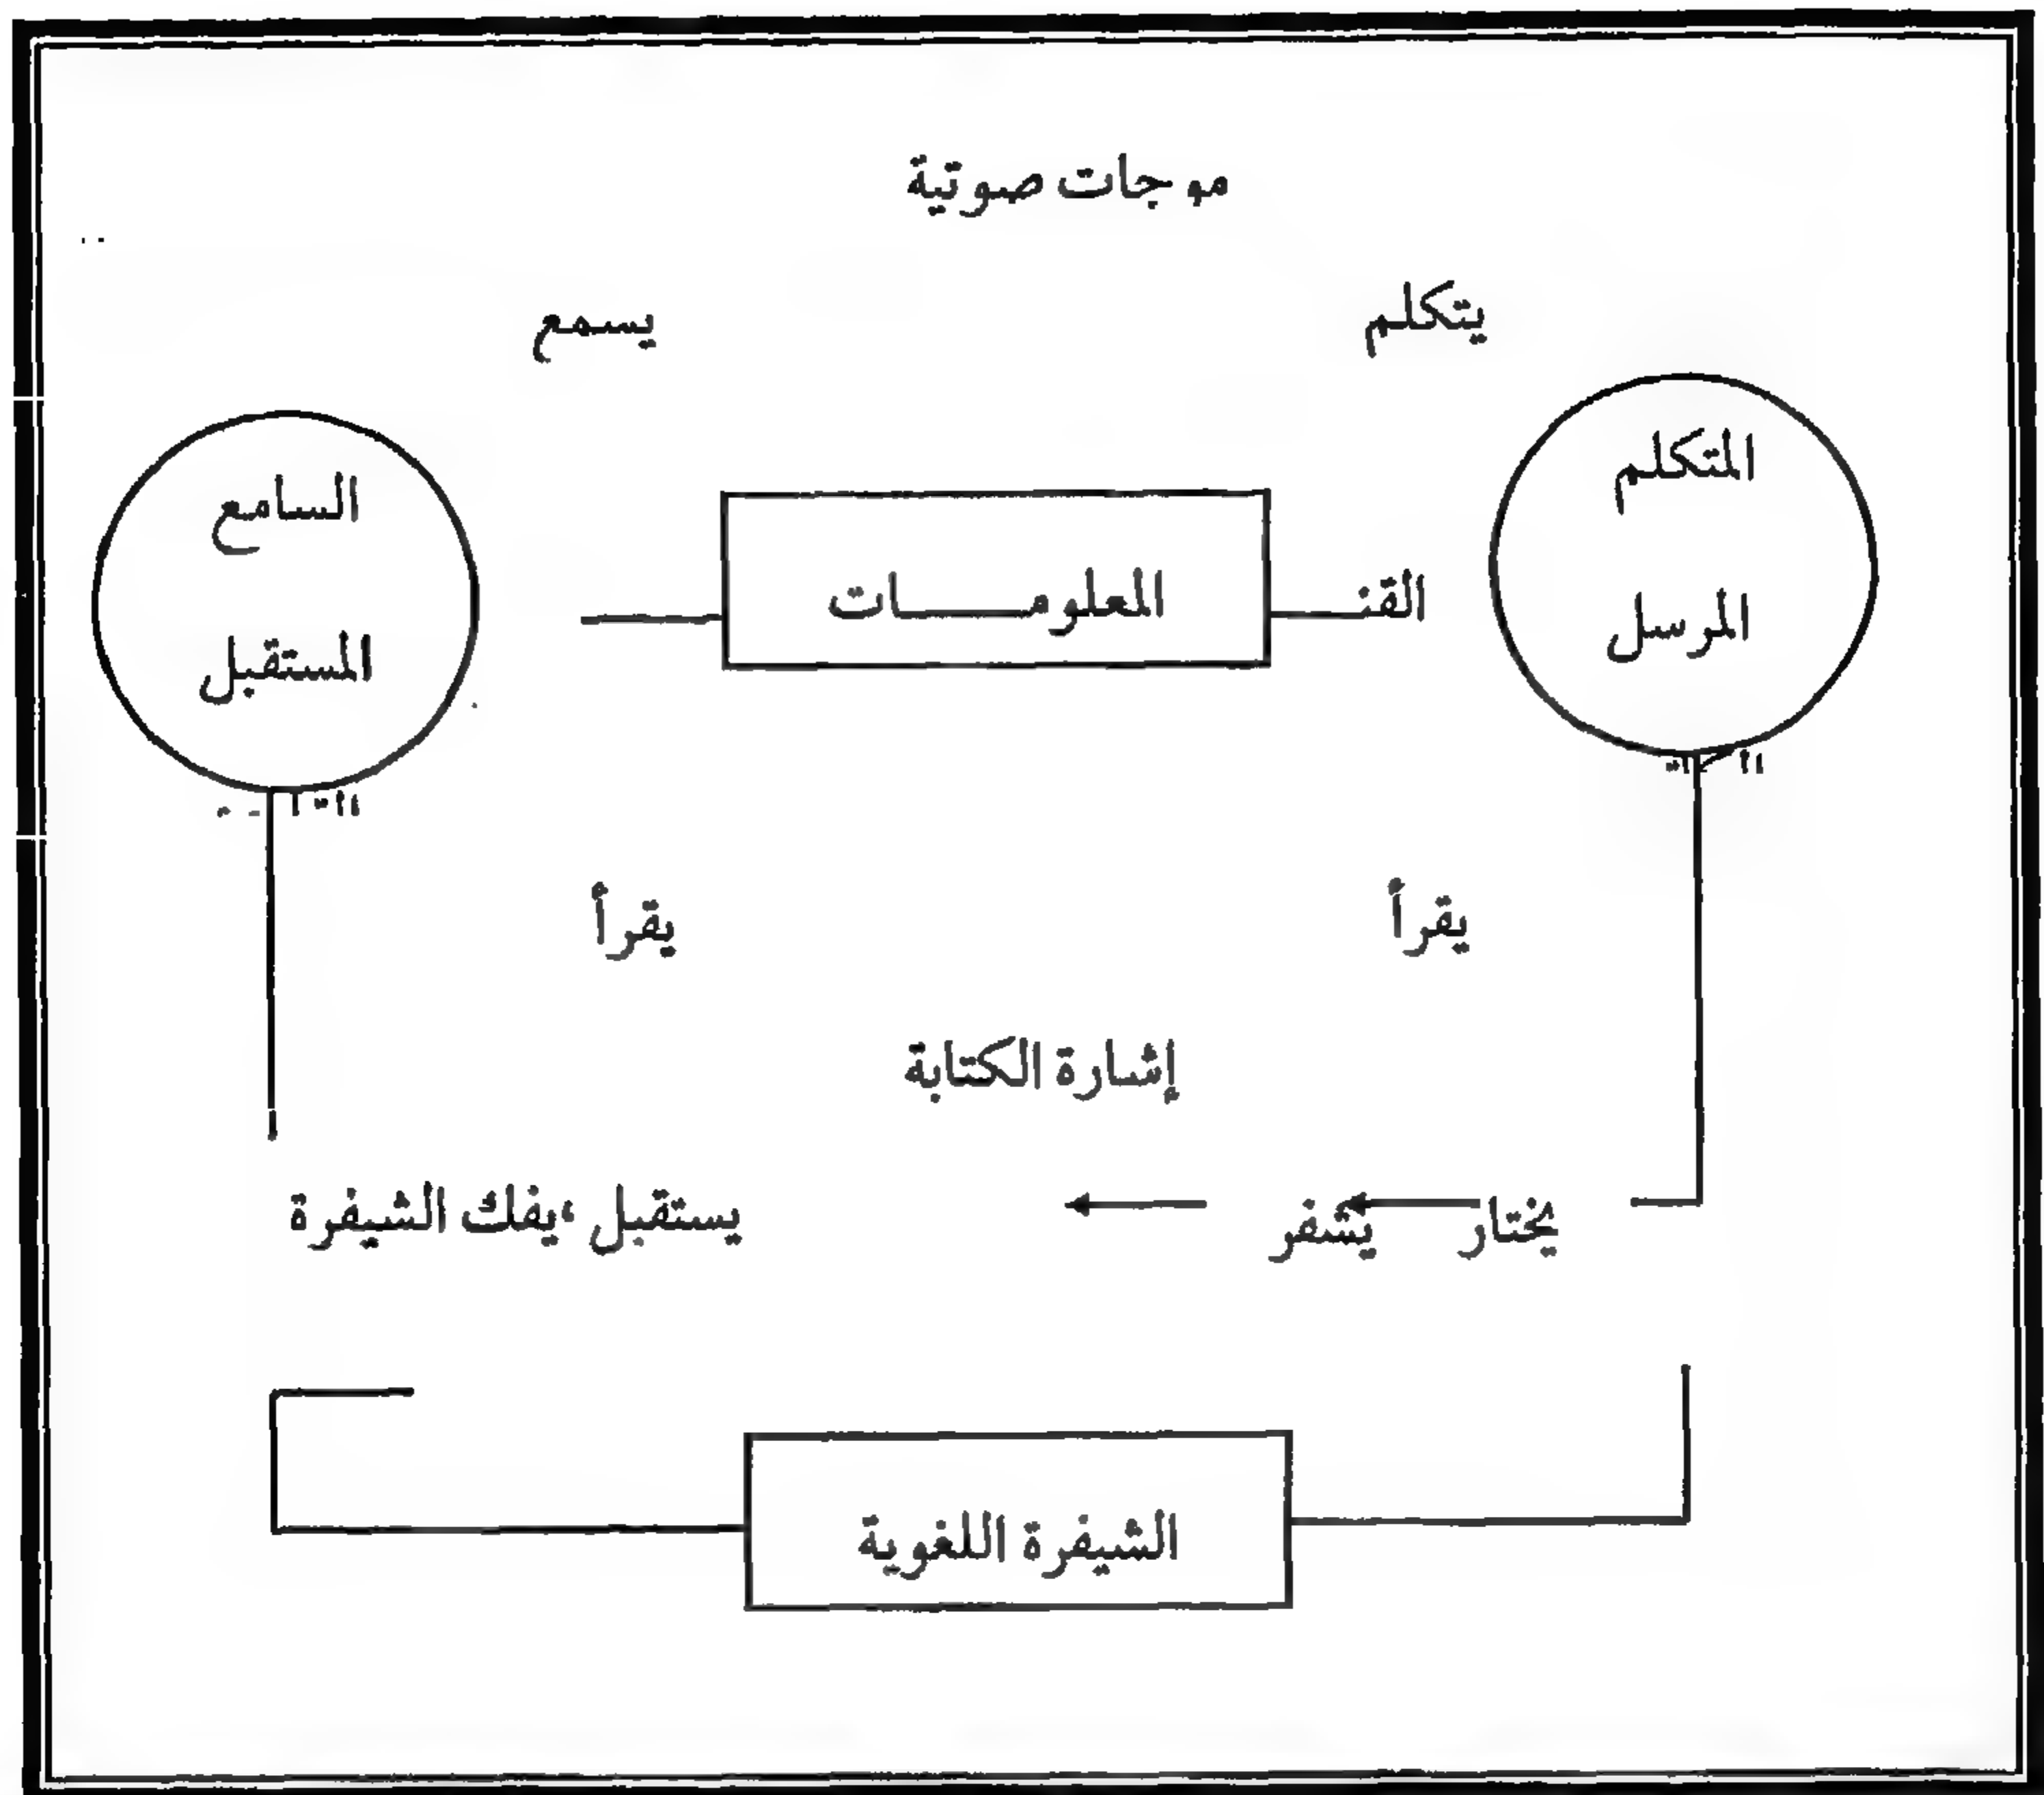 موجات صوتية
يتكلم يسمع
المتكلم
المرسل
القنـ
المعلومات
السامع
المستقبل
يقرأ يقرأ
إشارة الكتابة
يختار يشفر يستقبل ،يفك الشيفرة
الشيفرة اللغوية